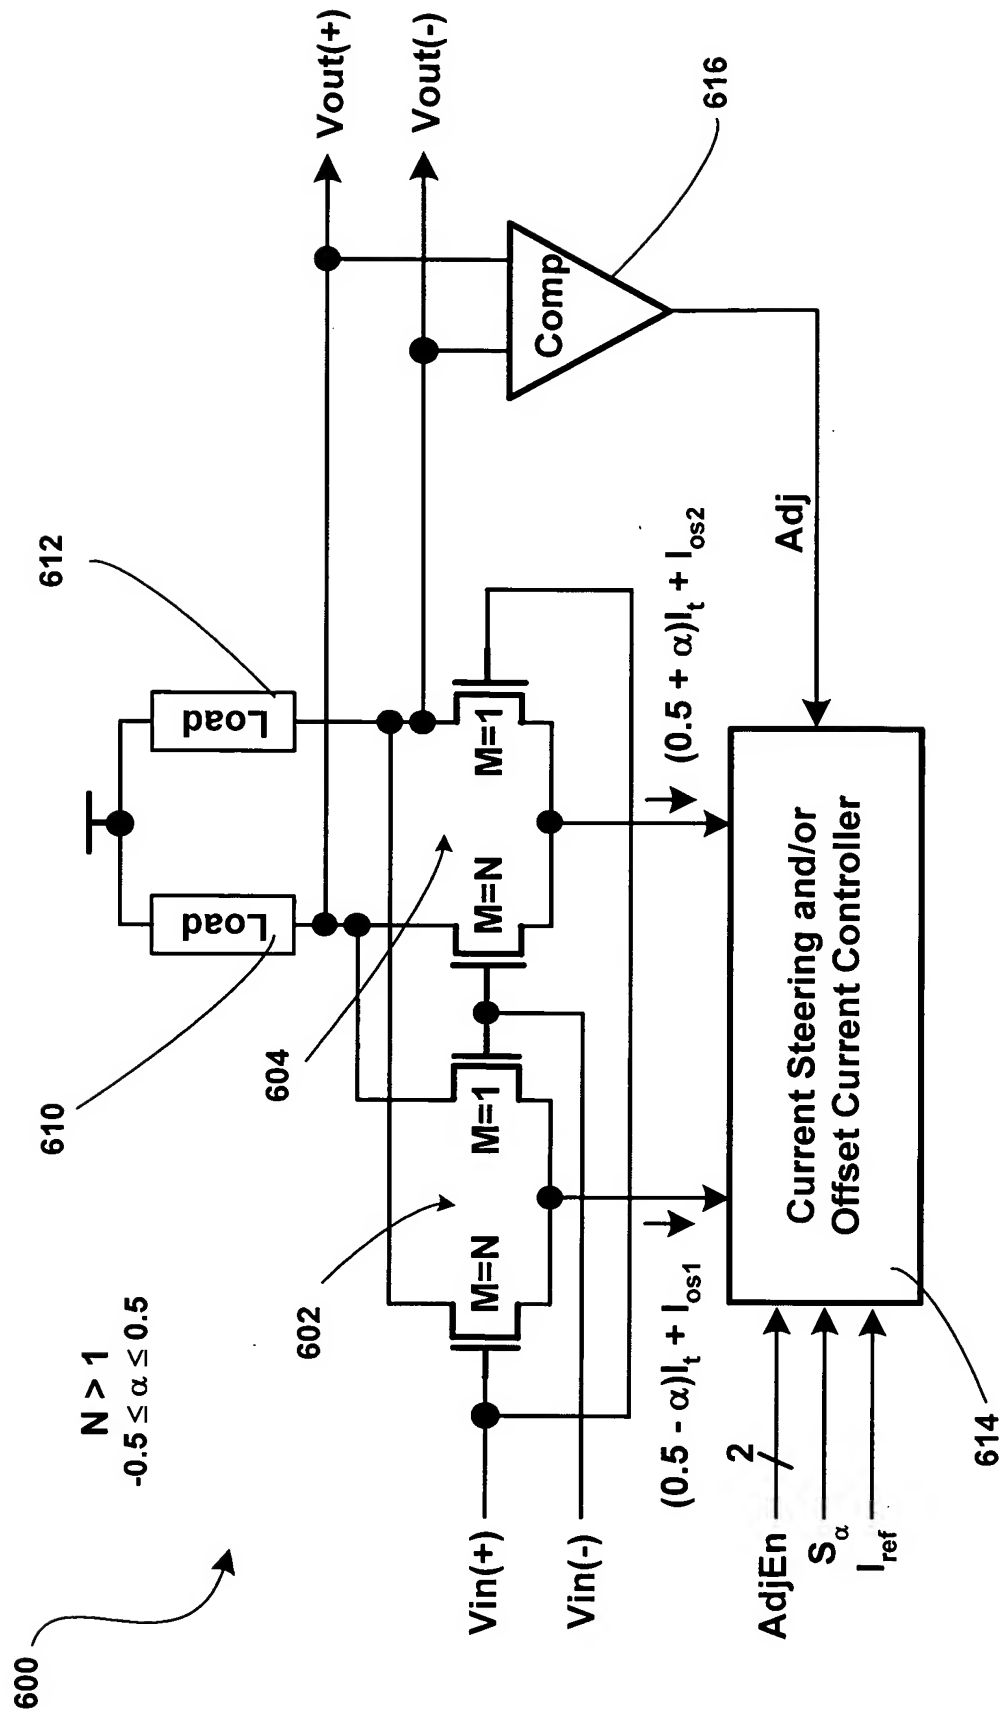 600
N > 1
-0.5 ≤ α ≤ 0.5
610
612
Load
Load
Vout(+)
Vout(-)
602
604
616
Vin(+)
Vin(-)
M=N
M=1
M=N
M=1
Comp
(0.5 - α)I_t + I_os1
(0.5 + α)I_t + I_os2
Adj
AdjEn
2
S_α
I_ref
Current Steering and/or
Offset Current Controller
614